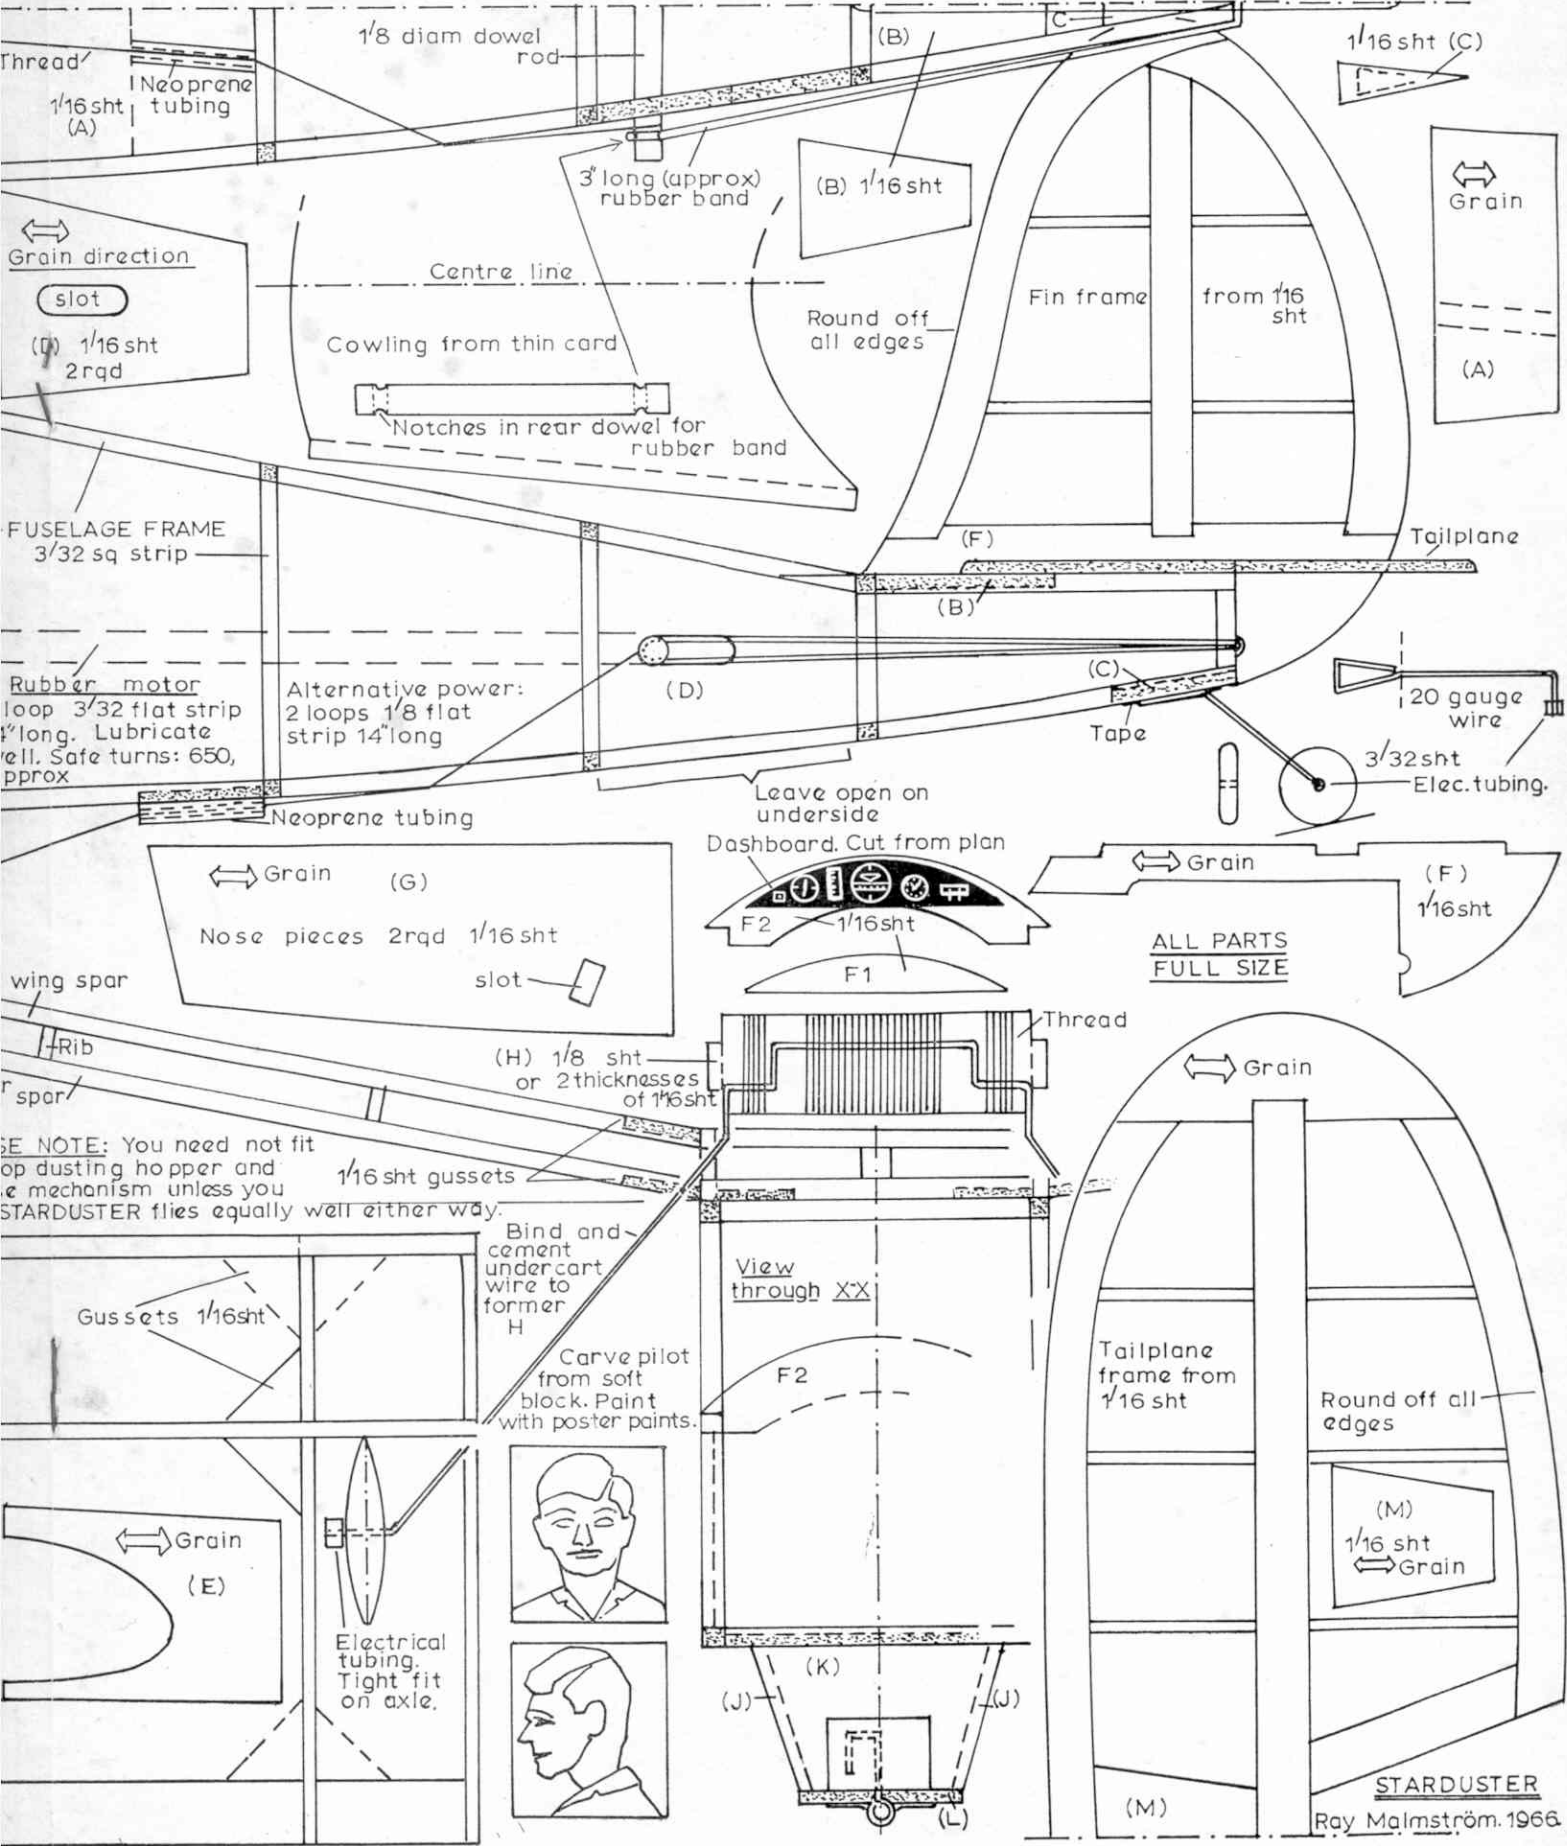 1/8 diam dowel
rod
(B)
C
1/16 sht (C)
Thread
Neoprene
tubing
1/16 sht
(A)
3" long (approx)
rubber band
(B) 1/16 sht
Grain
(A)
Grain direction
slot
(D) 1/16 sht
2rqd
Centre line
Cowling from thin card
Notches in rear dowel for
rubber band
Round off
all edges
Fin frame from 1/16
sht
FUSELAGE FRAME
3/32 sq strip
(F)
Tailplane
(B)
Rubber motor
loop 3/32 flat strip
4" long. Lubricate
ell. Safe turns: 650,
pprox
Alternative power:
2 loops 1/8 flat
strip 14" long
(D)
(C)
Tape
20 gauge
wire
3/32 sht
Elec. tubing.
Neoprene tubing
Leave open on
underside
Dashboard. Cut from plan
F2 1/16 sht
F1
Grain
(F)
1/16 sht
ALL PARTS
FULL SIZE
Grain (G)
Nose pieces 2rqd 1/16 sht
slot
wing spar
Rib
r spar
(H) 1/8 sht
or 2 thicknesses
of 1/16 sht
Thread
SE NOTE: You need not fit
op dusting hopper and
e mechanism unless you
STARDUSTER flies equally well either way.
1/16 sht gussets
Bind and
cement
undercart
wire to
former
H
View
through X-X
Gussets 1/16 sht
Carve pilot
from soft
block. Paint
with poster paints.
F2
Grain
Tailplane
frame from
1/16 sht
Round off all
edges
(M)
1/16 sht
Grain
Grain
(E)
Electrical
tubing.
Tight fit
on axle.
(K)
(J)
(J)
(L)
(M)
STARDUSTER
Ray Malmström. 1966.